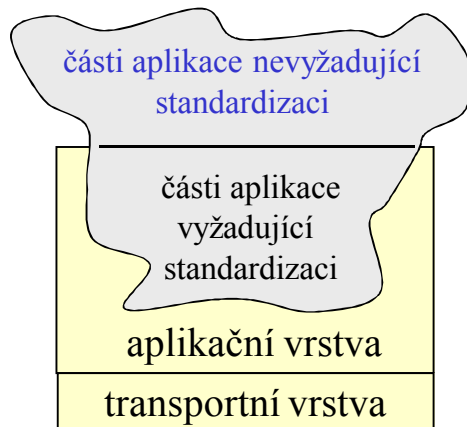 části aplikace nevyžadující
standardizaci
části aplikace
vyžadující
standardizaci
aplikační vrstva
transportní vrstva